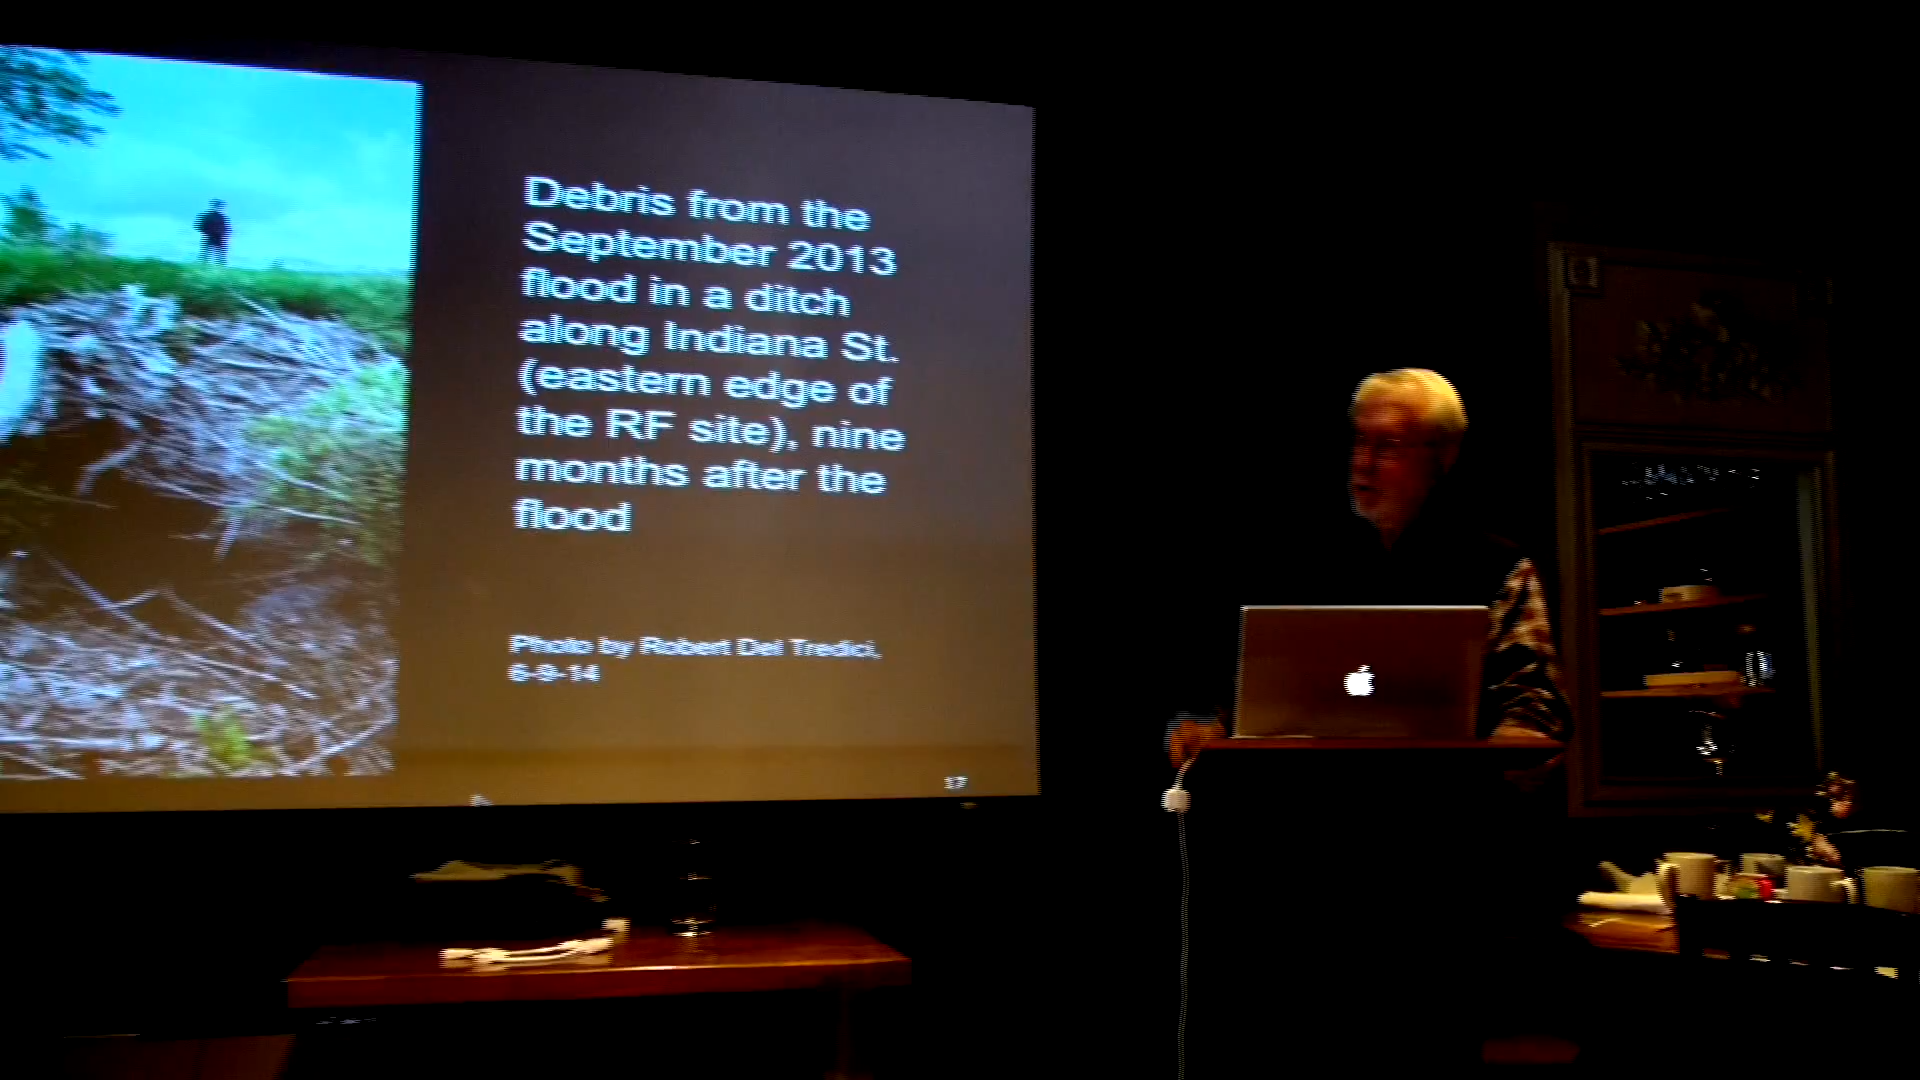 Debris from the
September 2013
flood in a ditch
along Indiana St.
(eastern edge of
the RF site), nine
months after the
flood
Photo by Robert Del Tredici,
6-9-14
17